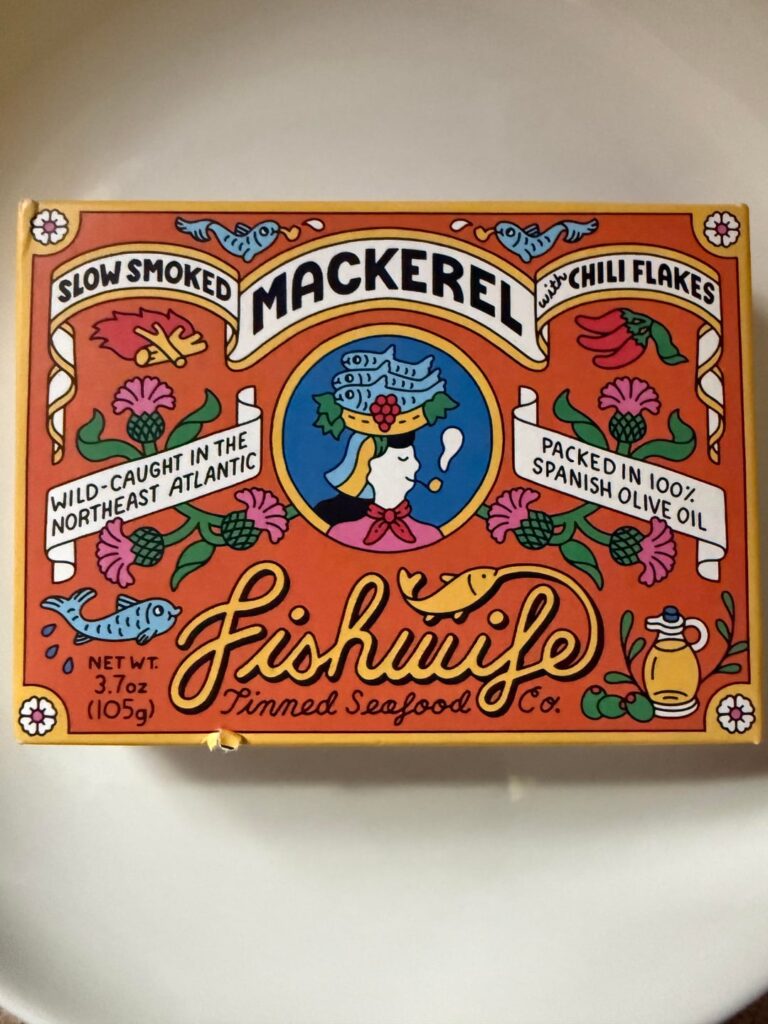 SLOW SMOKED
MACKEREL
with CHILI FLAKES
WILD-CAUGHT IN THE
NORTHEAST ATLANTIC
PACKED IN 100%
SPANISH OLIVE OIL
Fishwife
Tinned Seafood Co.
NET WT.
3.7oz
(105g)